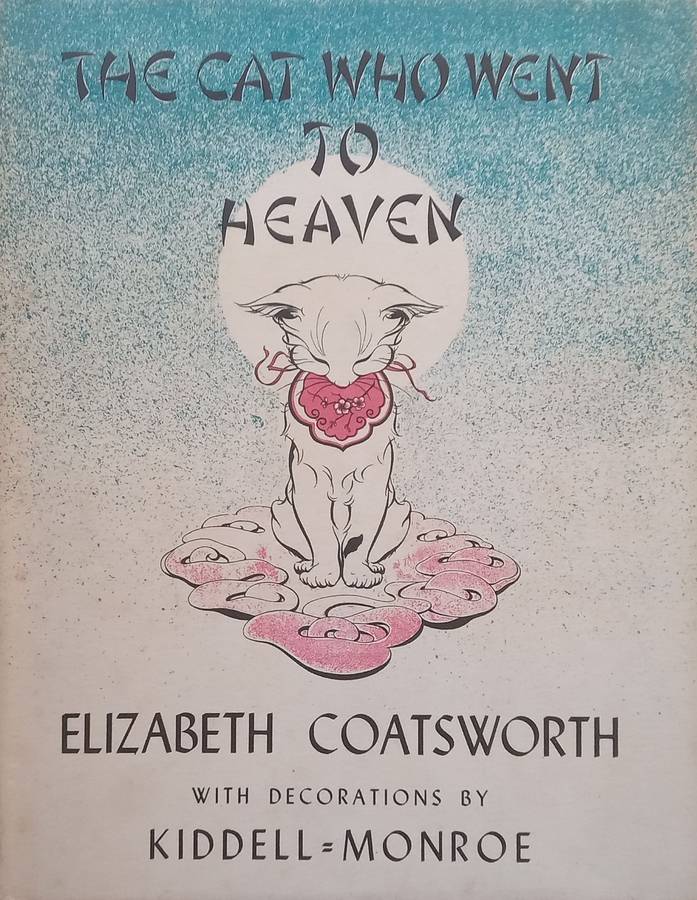 THE CAT WHO WENT
TO
HEAVEN
ELIZABETH COATSWORTH
WITH DECORATIONS BY
KIDDELL=MONROE